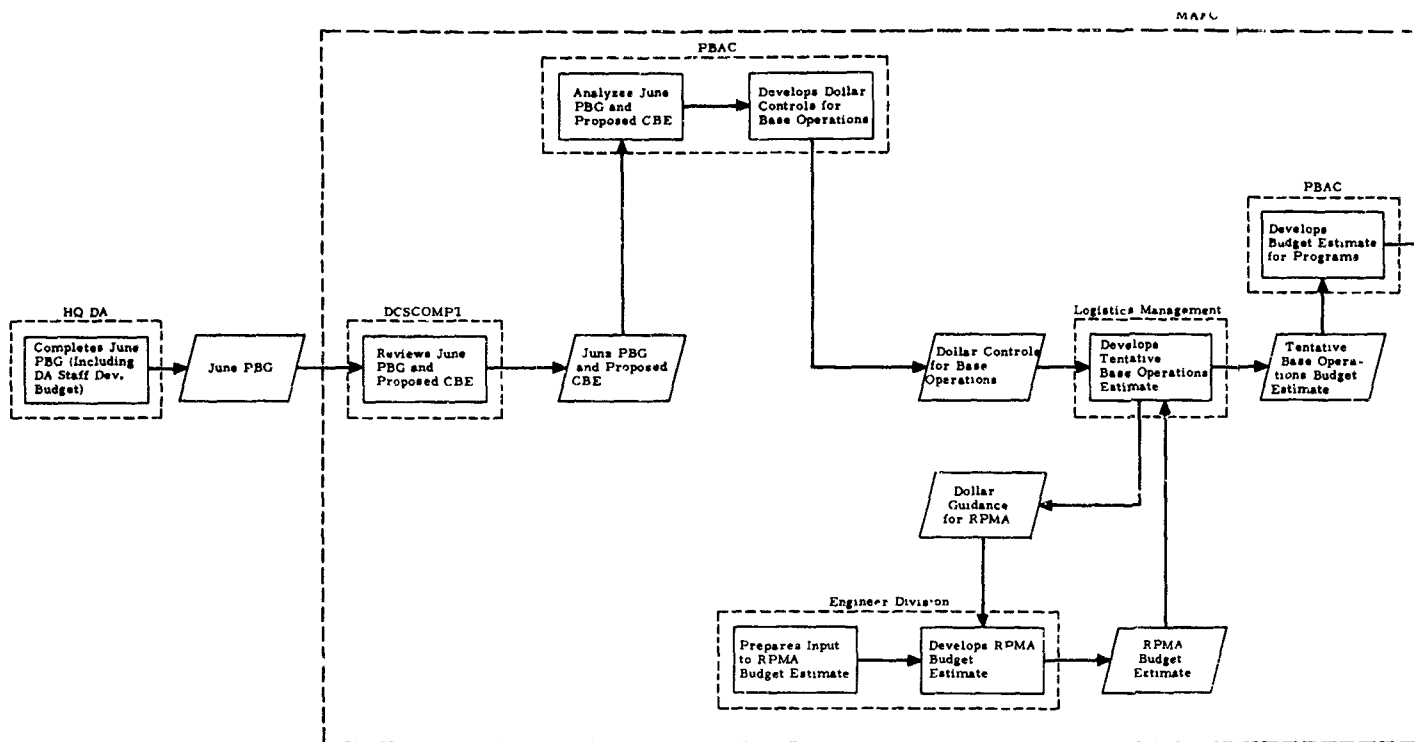 PBAC
Analyzes June
PBG and
Proposed CBE
Develops Dollar
Controls for
Base Operations
PBAC
Develops
Budget Estimate
for Programs
HQ DA
Completes June
PBG (Including
DA Staff Dev.
Budget)
June PBG
DCSCOMPT
Reviews June
PBG and
Proposed CBE
June PBG
and Proposed
CBE
Dollar Controls
for Base
Operations
Logistics Management
Develops
Tentative
Base Operations
Estimate
Tentative
Base Opera-
tions Budget
Estimate
Dollar
Guidance
for RPMA
Engineer Division
Prepares Input
to RPMA
Budget Estimate
Develops RPMA
Budget
Estimate
RPMA
Budget
Estimate